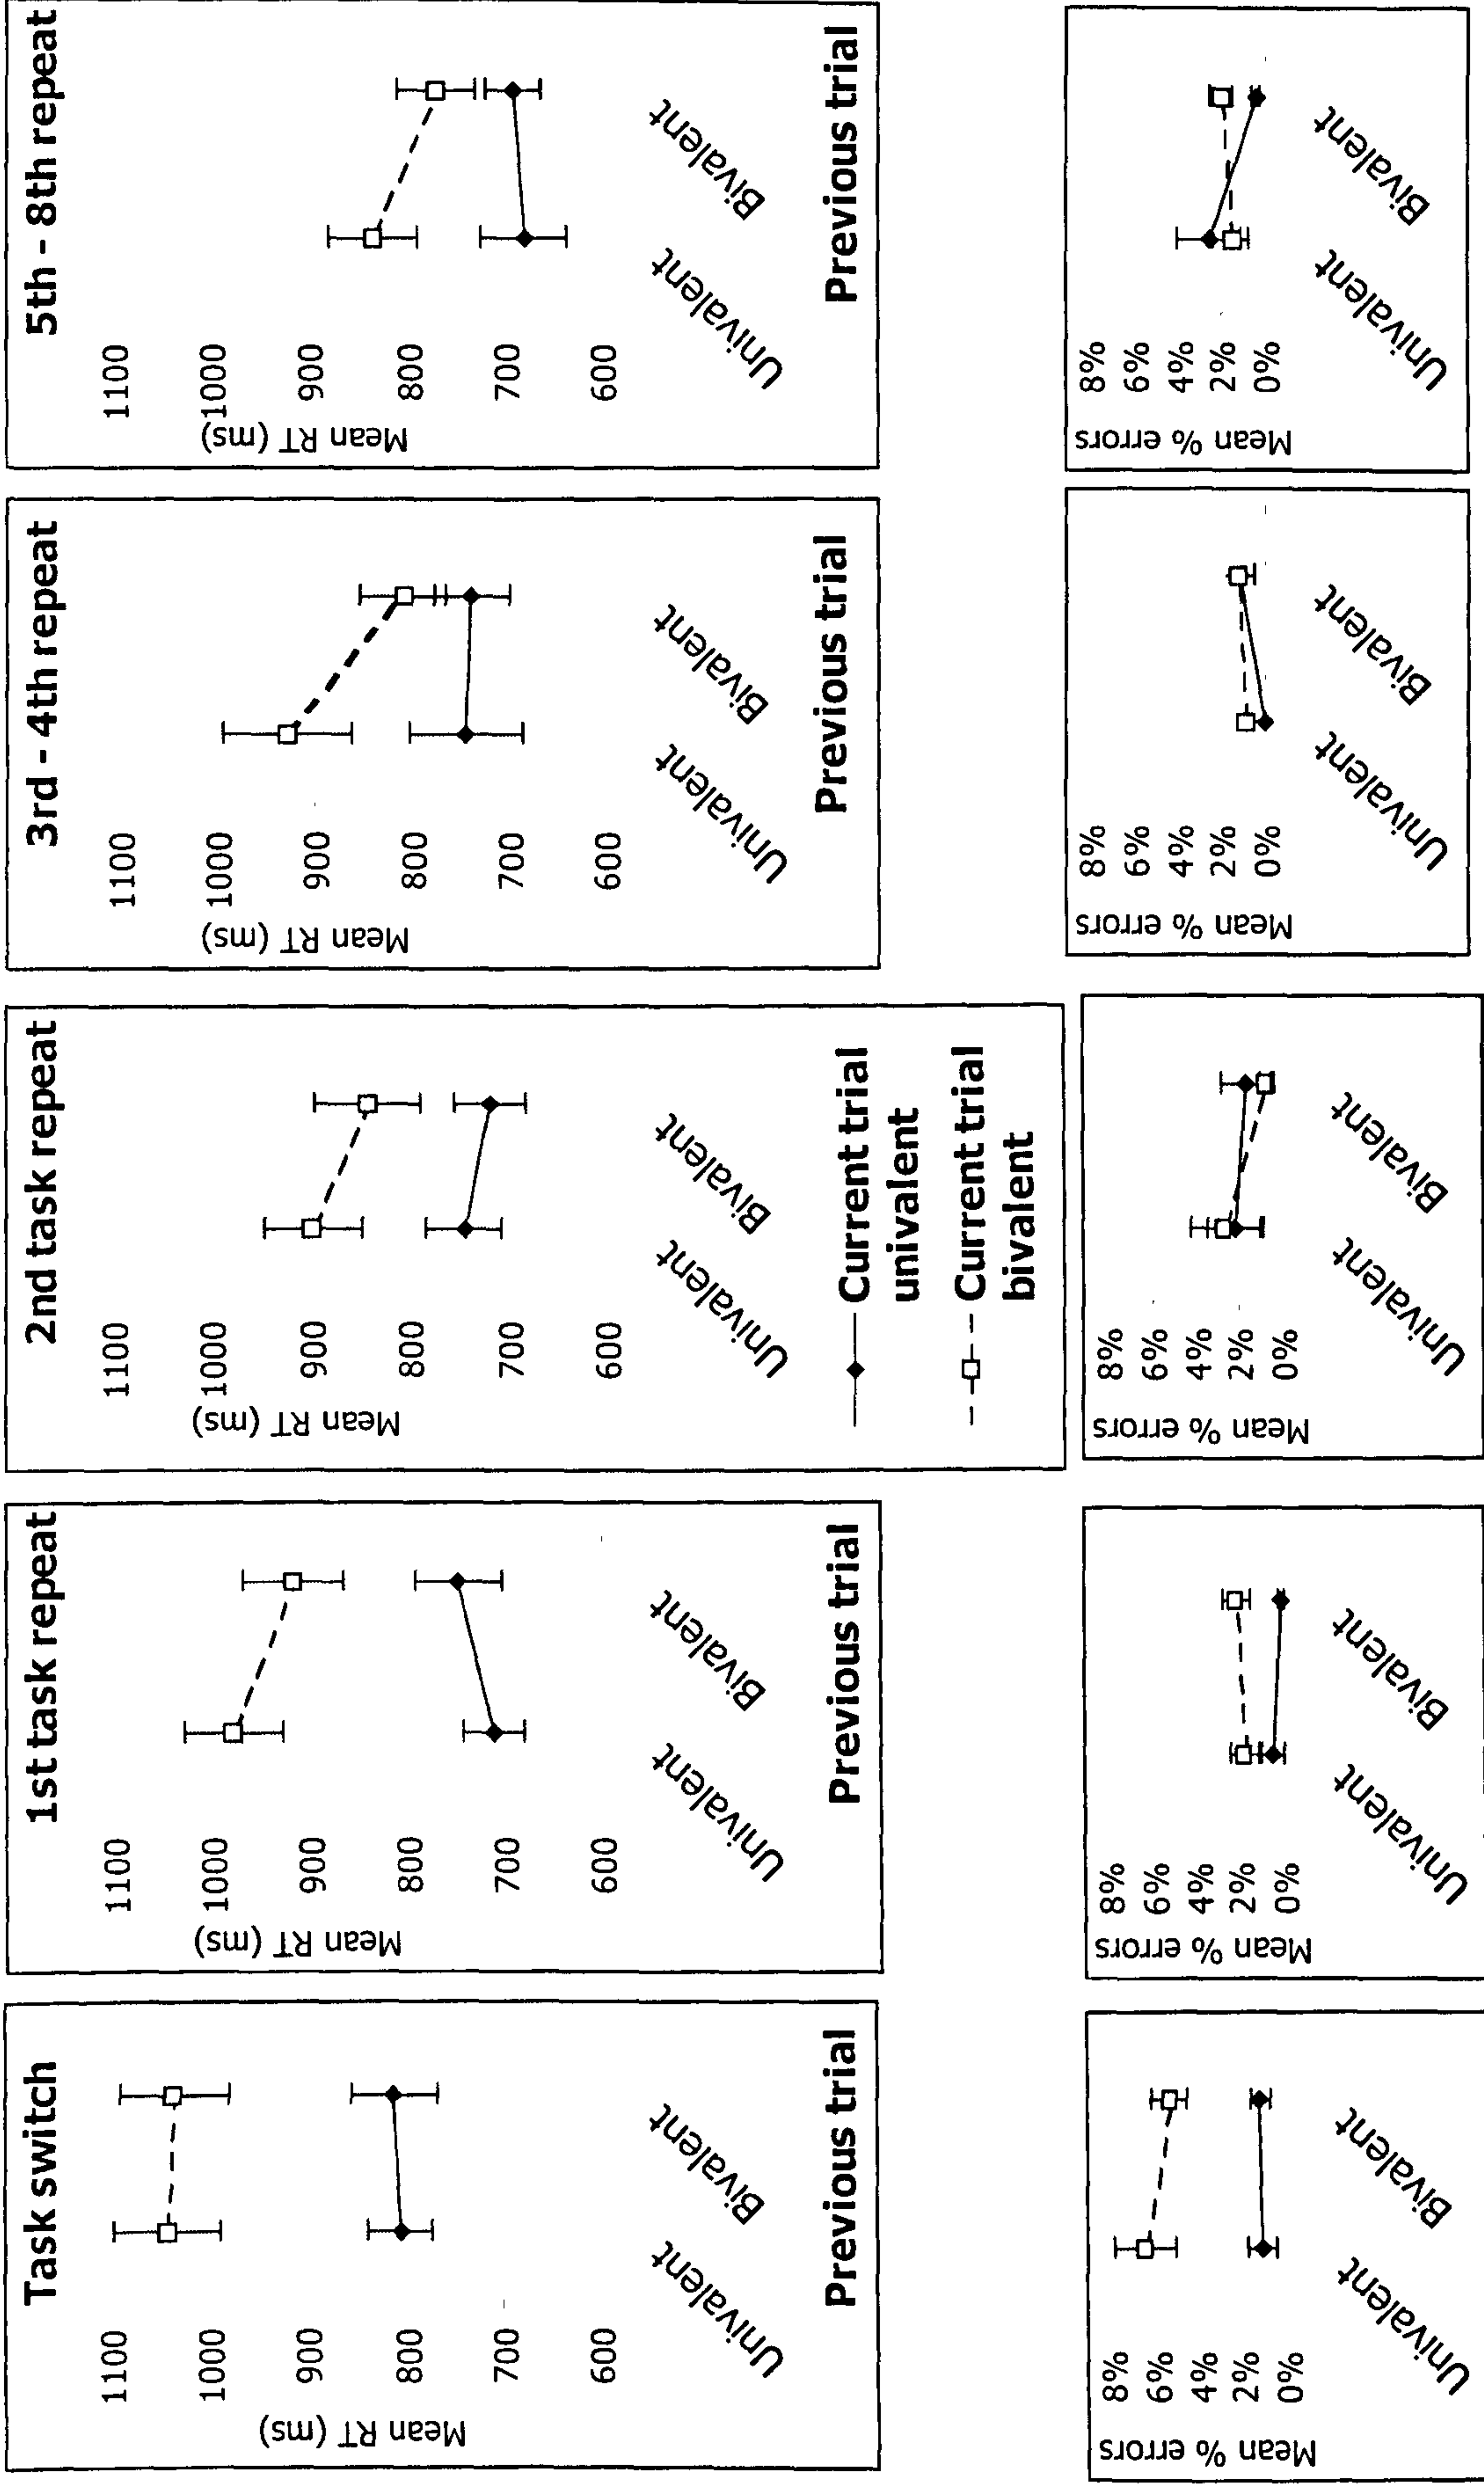 Task switch
1100
1000
900
800
700
600
Mean RT (ms)
Univalent
Bivalent
Previous trial
1st task repeat
1100
1000
900
800
700
600
Mean RT (ms)
Univalent
Bivalent
Previous trial
2nd task repeat
1100
1000
900
800
700
600
Mean RT (ms)
Univalent
Bivalent
Current trial
univalent
Current trial
bivalent
3rd - 4th repeat
1100
1000
900
800
700
600
Mean RT (ms)
Univalent
Bivalent
Previous trial
5th - 8th repeat
1100
1000
900
800
700
600
Mean RT (ms)
Univalent
Bivalent
Previous trial
8%
6%
4%
2%
0%
Mean % errors
Univalent
Bivalent
8%
6%
4%
2%
0%
Mean % errors
Univalent
Bivalent
8%
6%
4%
2%
0%
Mean % errors
Univalent
Bivalent
8%
6%
4%
2%
0%
Mean % errors
Univalent
Bivalent
8%
6%
4%
2%
0%
Mean % errors
Univalent
Bivalent